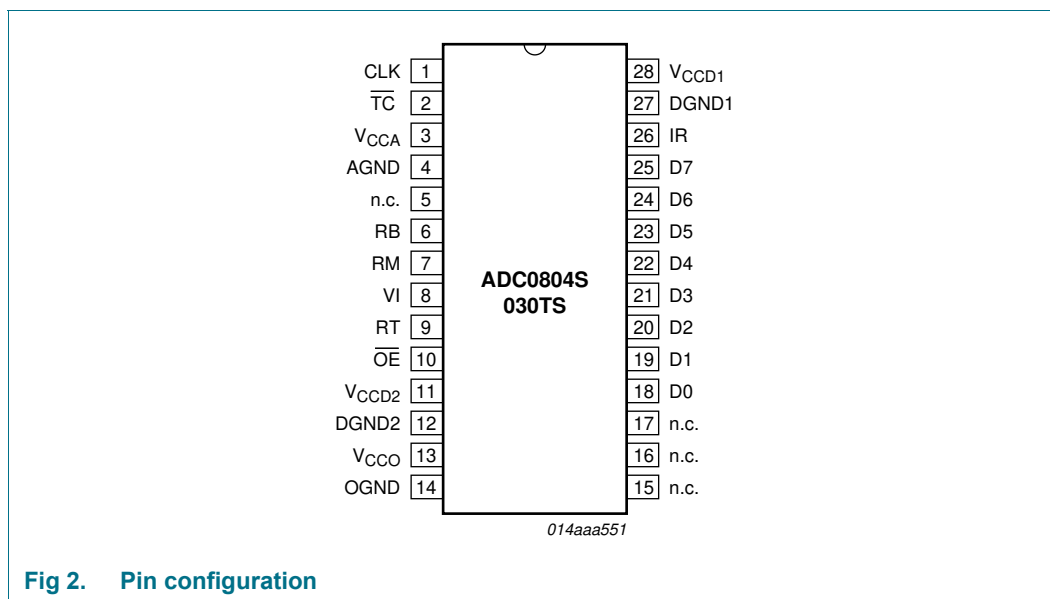 CLK 1 28 VCCD1
TC 2 27 DGND1
VCCA 3 26 IR
AGND 4 25 D7
n.c. 5 24 D6
RB 6 23 D5
RM 7 22 D4
VI 8 21 D3
RT 9 20 D2
OE 10 19 D1
VCCD2 11 18 D0
DGND2 12 17 n.c.
VCCO 13 16 n.c.
OGND 14 15 n.c.
ADC0804S
030TS
014aaa551
Fig 2. Pin configuration